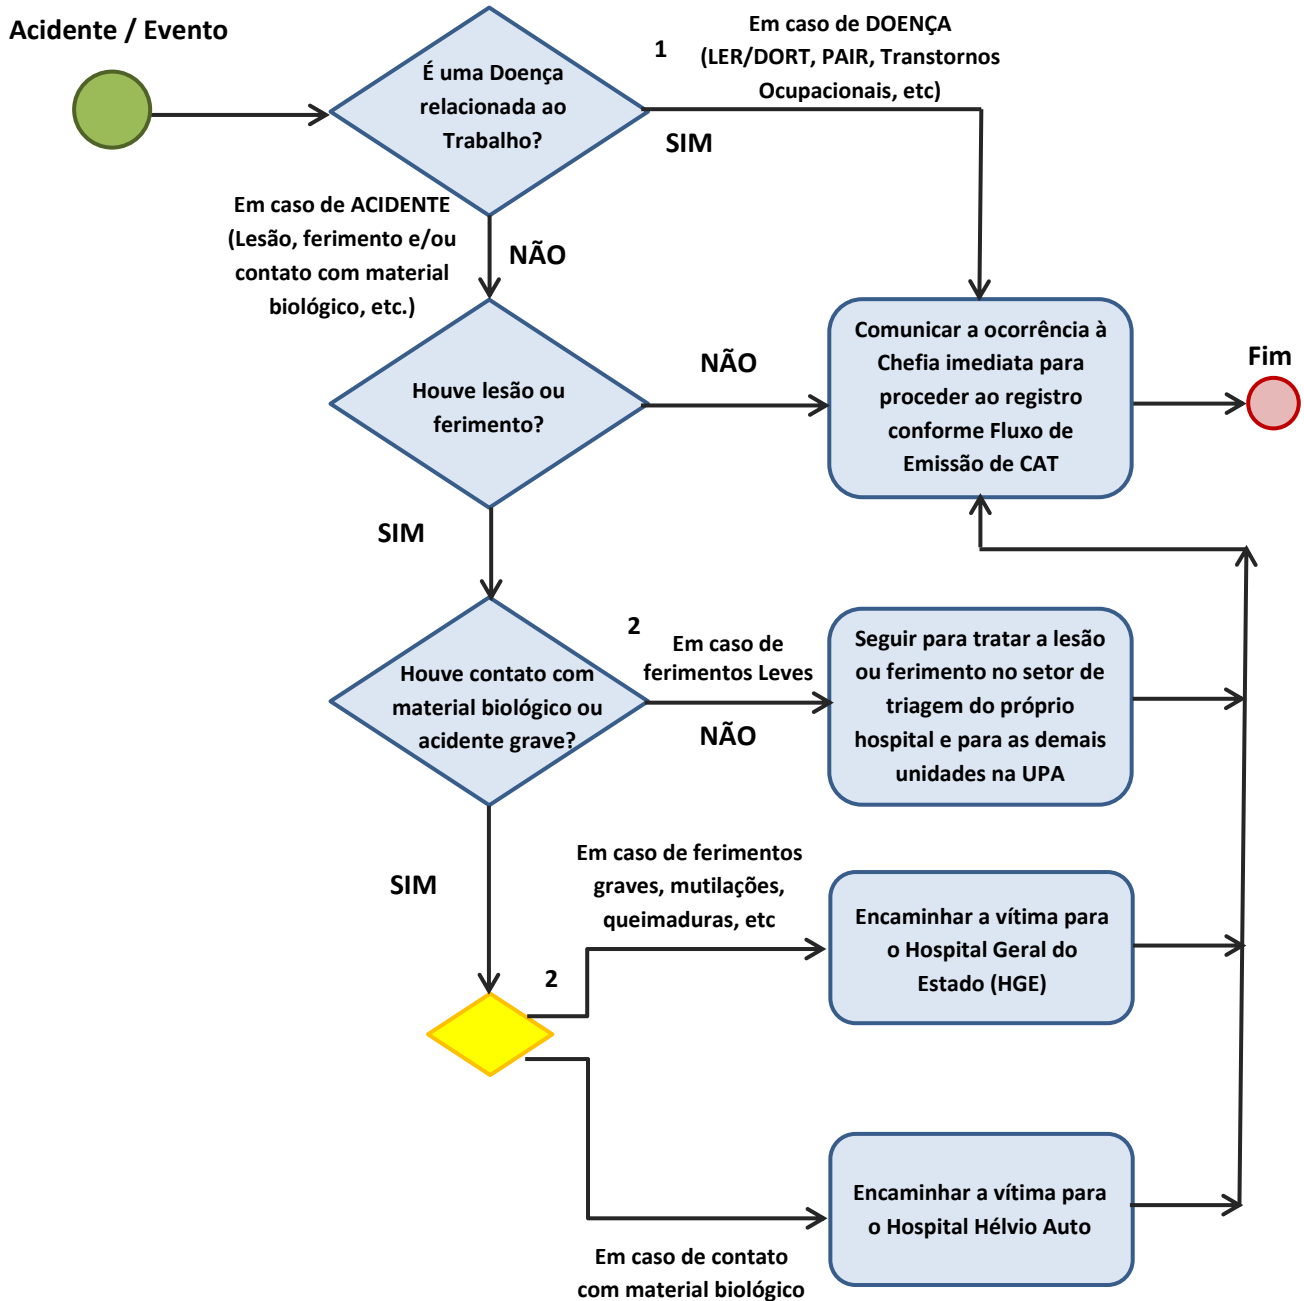 Acidente / Evento
É uma Doença
relacionada ao
Trabalho?
1
Em caso de DOENÇA
(LER/DORT, PAIR, Transtornos
Ocupacionais, etc)
SIM
Em caso de ACIDENTE
(Lesão, ferimento e/ou
contato com material
biológico, etc.)
NÃO
Houve lesão ou
ferimento?
NÃO
Comunicar a ocorrência à
Chefia imediata para
proceder ao registro
conforme Fluxo de
Emissão de CAT
Fim
SIM
Houve contato com
material biológico ou
acidente grave?
2
Em caso de
ferimentos Leves
NÃO
Seguir para tratar a lesão
ou ferimento no setor de
triagem do próprio
hospital e para as demais
unidades na UPA
SIM
Em caso de ferimentos
graves, mutilações,
queimaduras, etc
2
Encaminhar a vítima para
o Hospital Geral do
Estado (HGE)
Encaminhar a vítima para
o Hospital Hélvio Auto
Em caso de contato
com material biológico